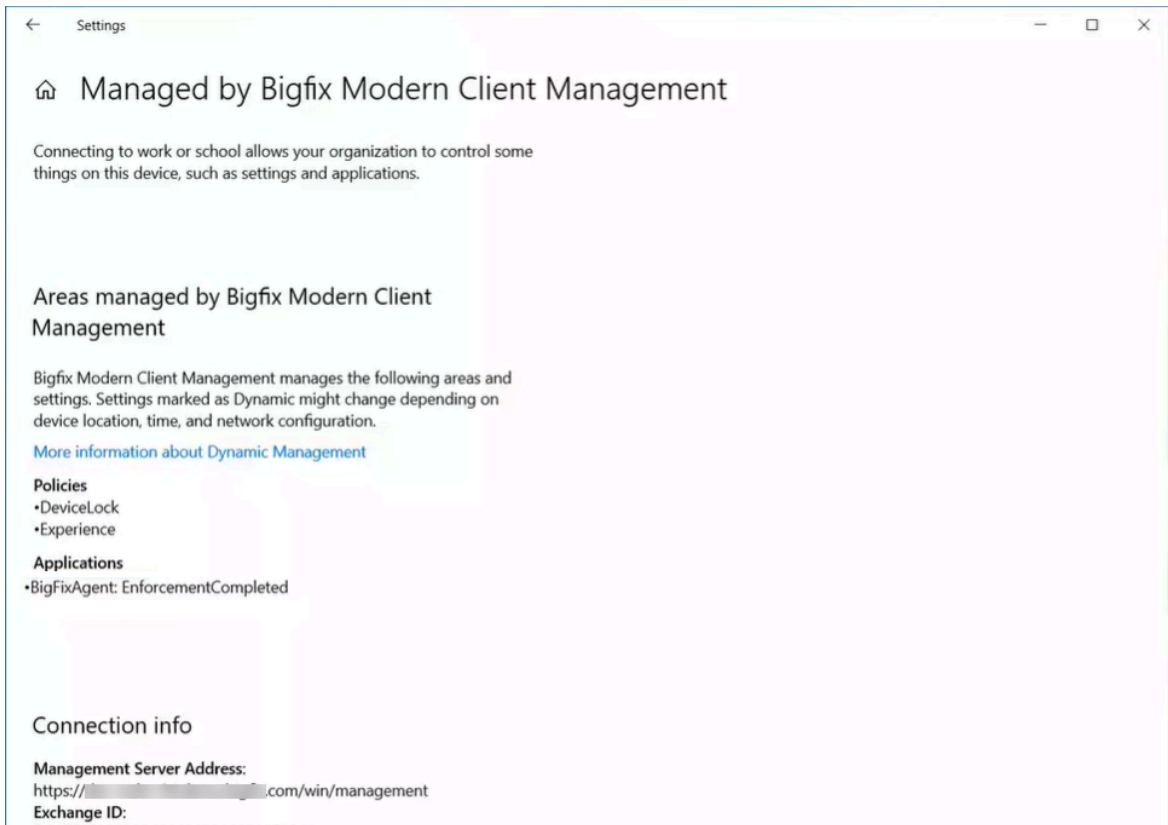 Settings
Managed by Bigfix Modern Client Management
Connecting to work or school allows your organization to control some
things on this device, such as settings and applications.
Areas managed by Bigfix Modern Client
Management
Bigfix Modern Client Management manages the following areas and
settings. Settings marked as Dynamic might change depending on
device location, time, and network configuration.
More information about Dynamic Management
Policies
•DeviceLock
•Experience
Applications
•BigFixAgent: EnforcementCompleted
Connection info
Management Server Address:
https:// .com/win/management
Exchange ID: